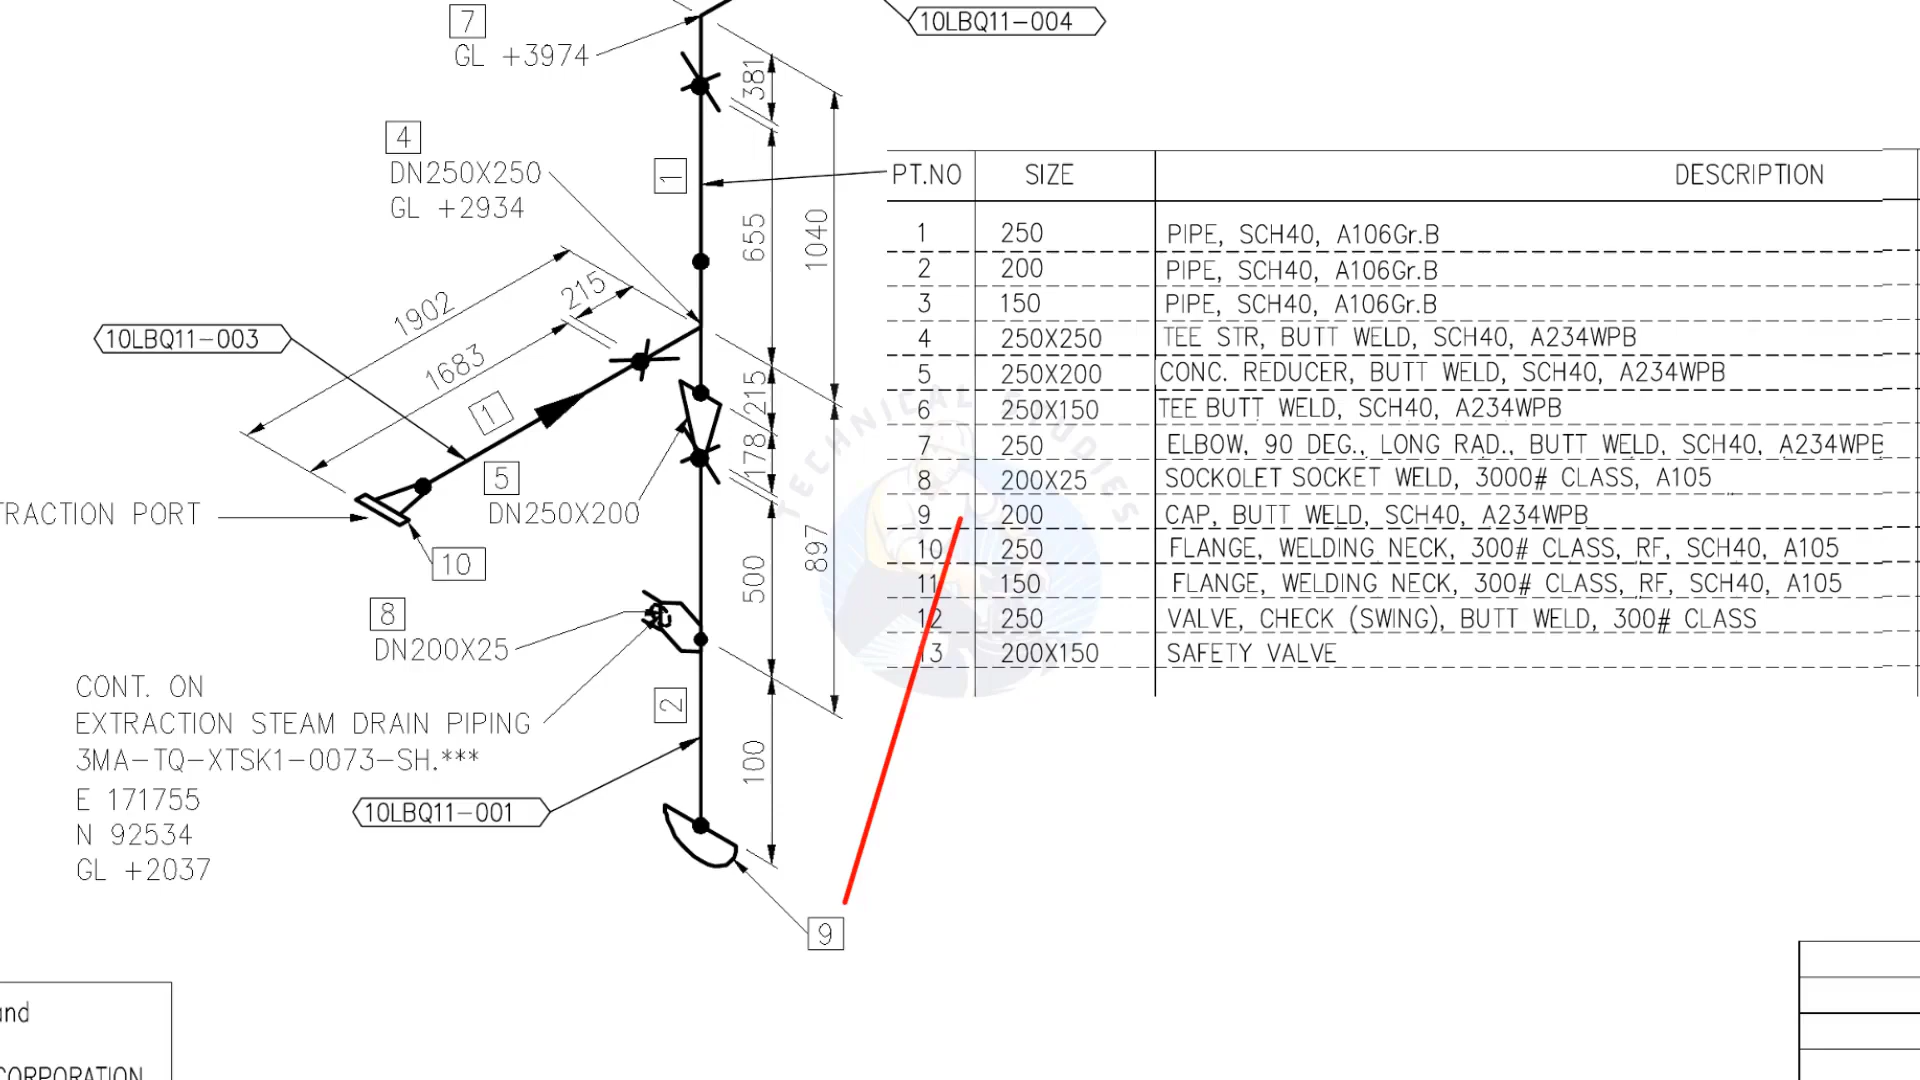 7
GL +3974
10LBQ11-004
381
4
DN250X250
GL +2934
1
655
1040
1902
215
10LBQ11-003
1683
1
215
178
5
DN250X200
TRACTION PORT
10
897
500
8
DN200X25
CONT. ON
EXTRACTION STEAM DRAIN PIPING
3MA-TQ-XTSK1-0073-SH.***
E 171755
N 92534
GL +2037
2
100
10LBQ11-001
9
PT.NO SIZE DESCRIPTION
1 250 PIPE, SCH40, A106Gr.B
2 200 PIPE, SCH40, A106Gr.B
3 150 PIPE, SCH40, A106Gr.B
4 250X250 TEE STR, BUTT WELD, SCH40, A234WPB
5 250X200 CONC. REDUCER, BUTT WELD, SCH40, A234WPB
6 250X150 TEE BUTT WELD, SCH40, A234WPB
7 250 ELBOW, 90 DEG., LONG RAD., BUTT WELD, SCH40, A234WPB
8 200X25 SOCKOLET SOCKET WELD, 3000# CLASS, A105
9 200 CAP, BUTT WELD, SCH40, A234WPB
10 250 FLANGE, WELDING NECK, 300# CLASS, RF, SCH40, A105
11 150 FLANGE, WELDING NECK, 300# CLASS, RF, SCH40, A105
12 250 VALVE, CHECK (SWING), BUTT WELD, 300# CLASS
13 200X150 SAFETY VALVE
TECHNICAL STUDIES
and
CORPORATION